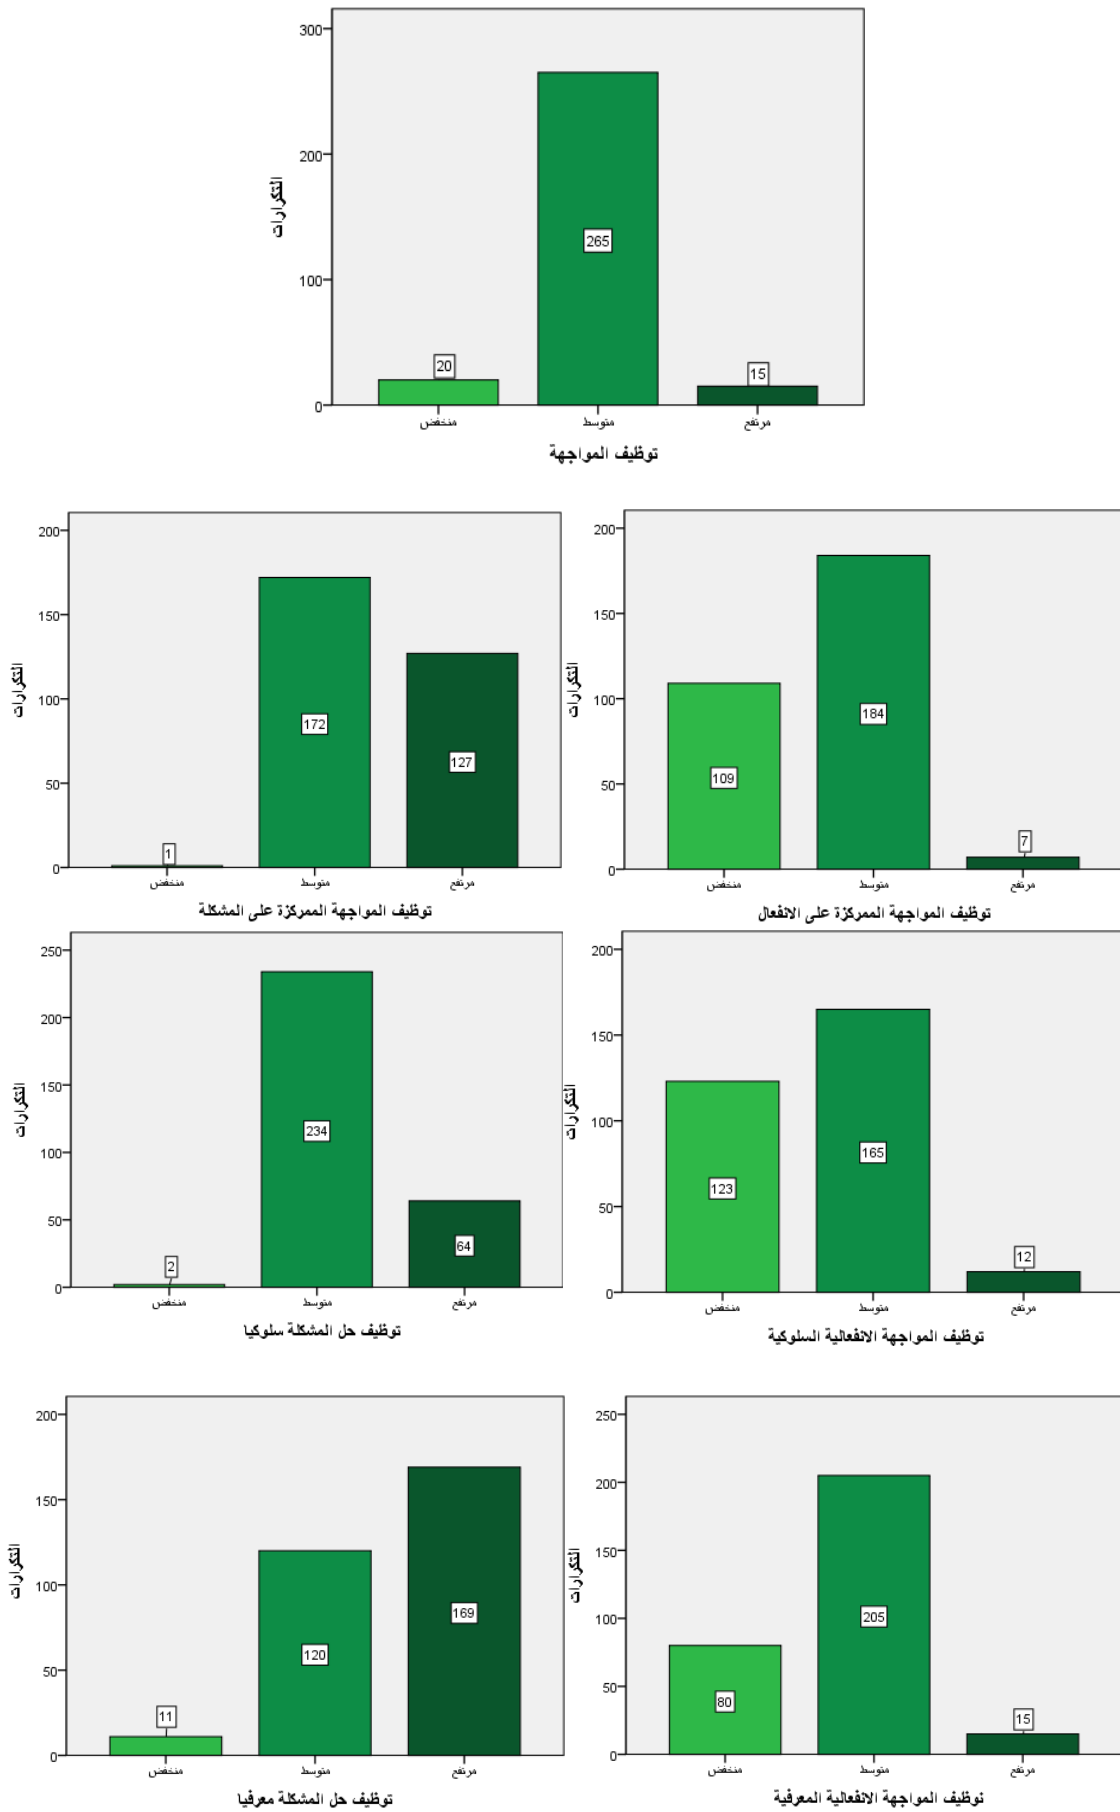 300
200
100
0
التكرارات
20
265
15
منخفض
متوسط
مرتفع
توظيف المواجهة
200
150
100
50
0
التكرارات
1
172
127
منخفض
متوسط
مرتفع
توظيف المواجهة الممركزة على المشكلة
200
150
100
50
0
التكرارات
109
184
7
منخفض
متوسط
مرتفع
توظيف المواجهة الممركزة على الانفعال
250
200
150
100
50
0
التكرارات
2
234
64
منخفض
متوسط
مرتفع
توظيف حل المشكلة سلوكيا
200
150
100
50
0
التكرارات
123
165
12
منخفض
متوسط
مرتفع
توظيف المواجهة الانفعالية السلوكية
200
150
100
50
0
التكرارات
11
120
169
منخفض
متوسط
مرتفع
توظيف حل المشكلة معرفيا
250
200
150
100
50
0
التكرارات
80
205
15
منخفض
متوسط
مرتفع
توظيف المواجهة الانفعالية المعرفية